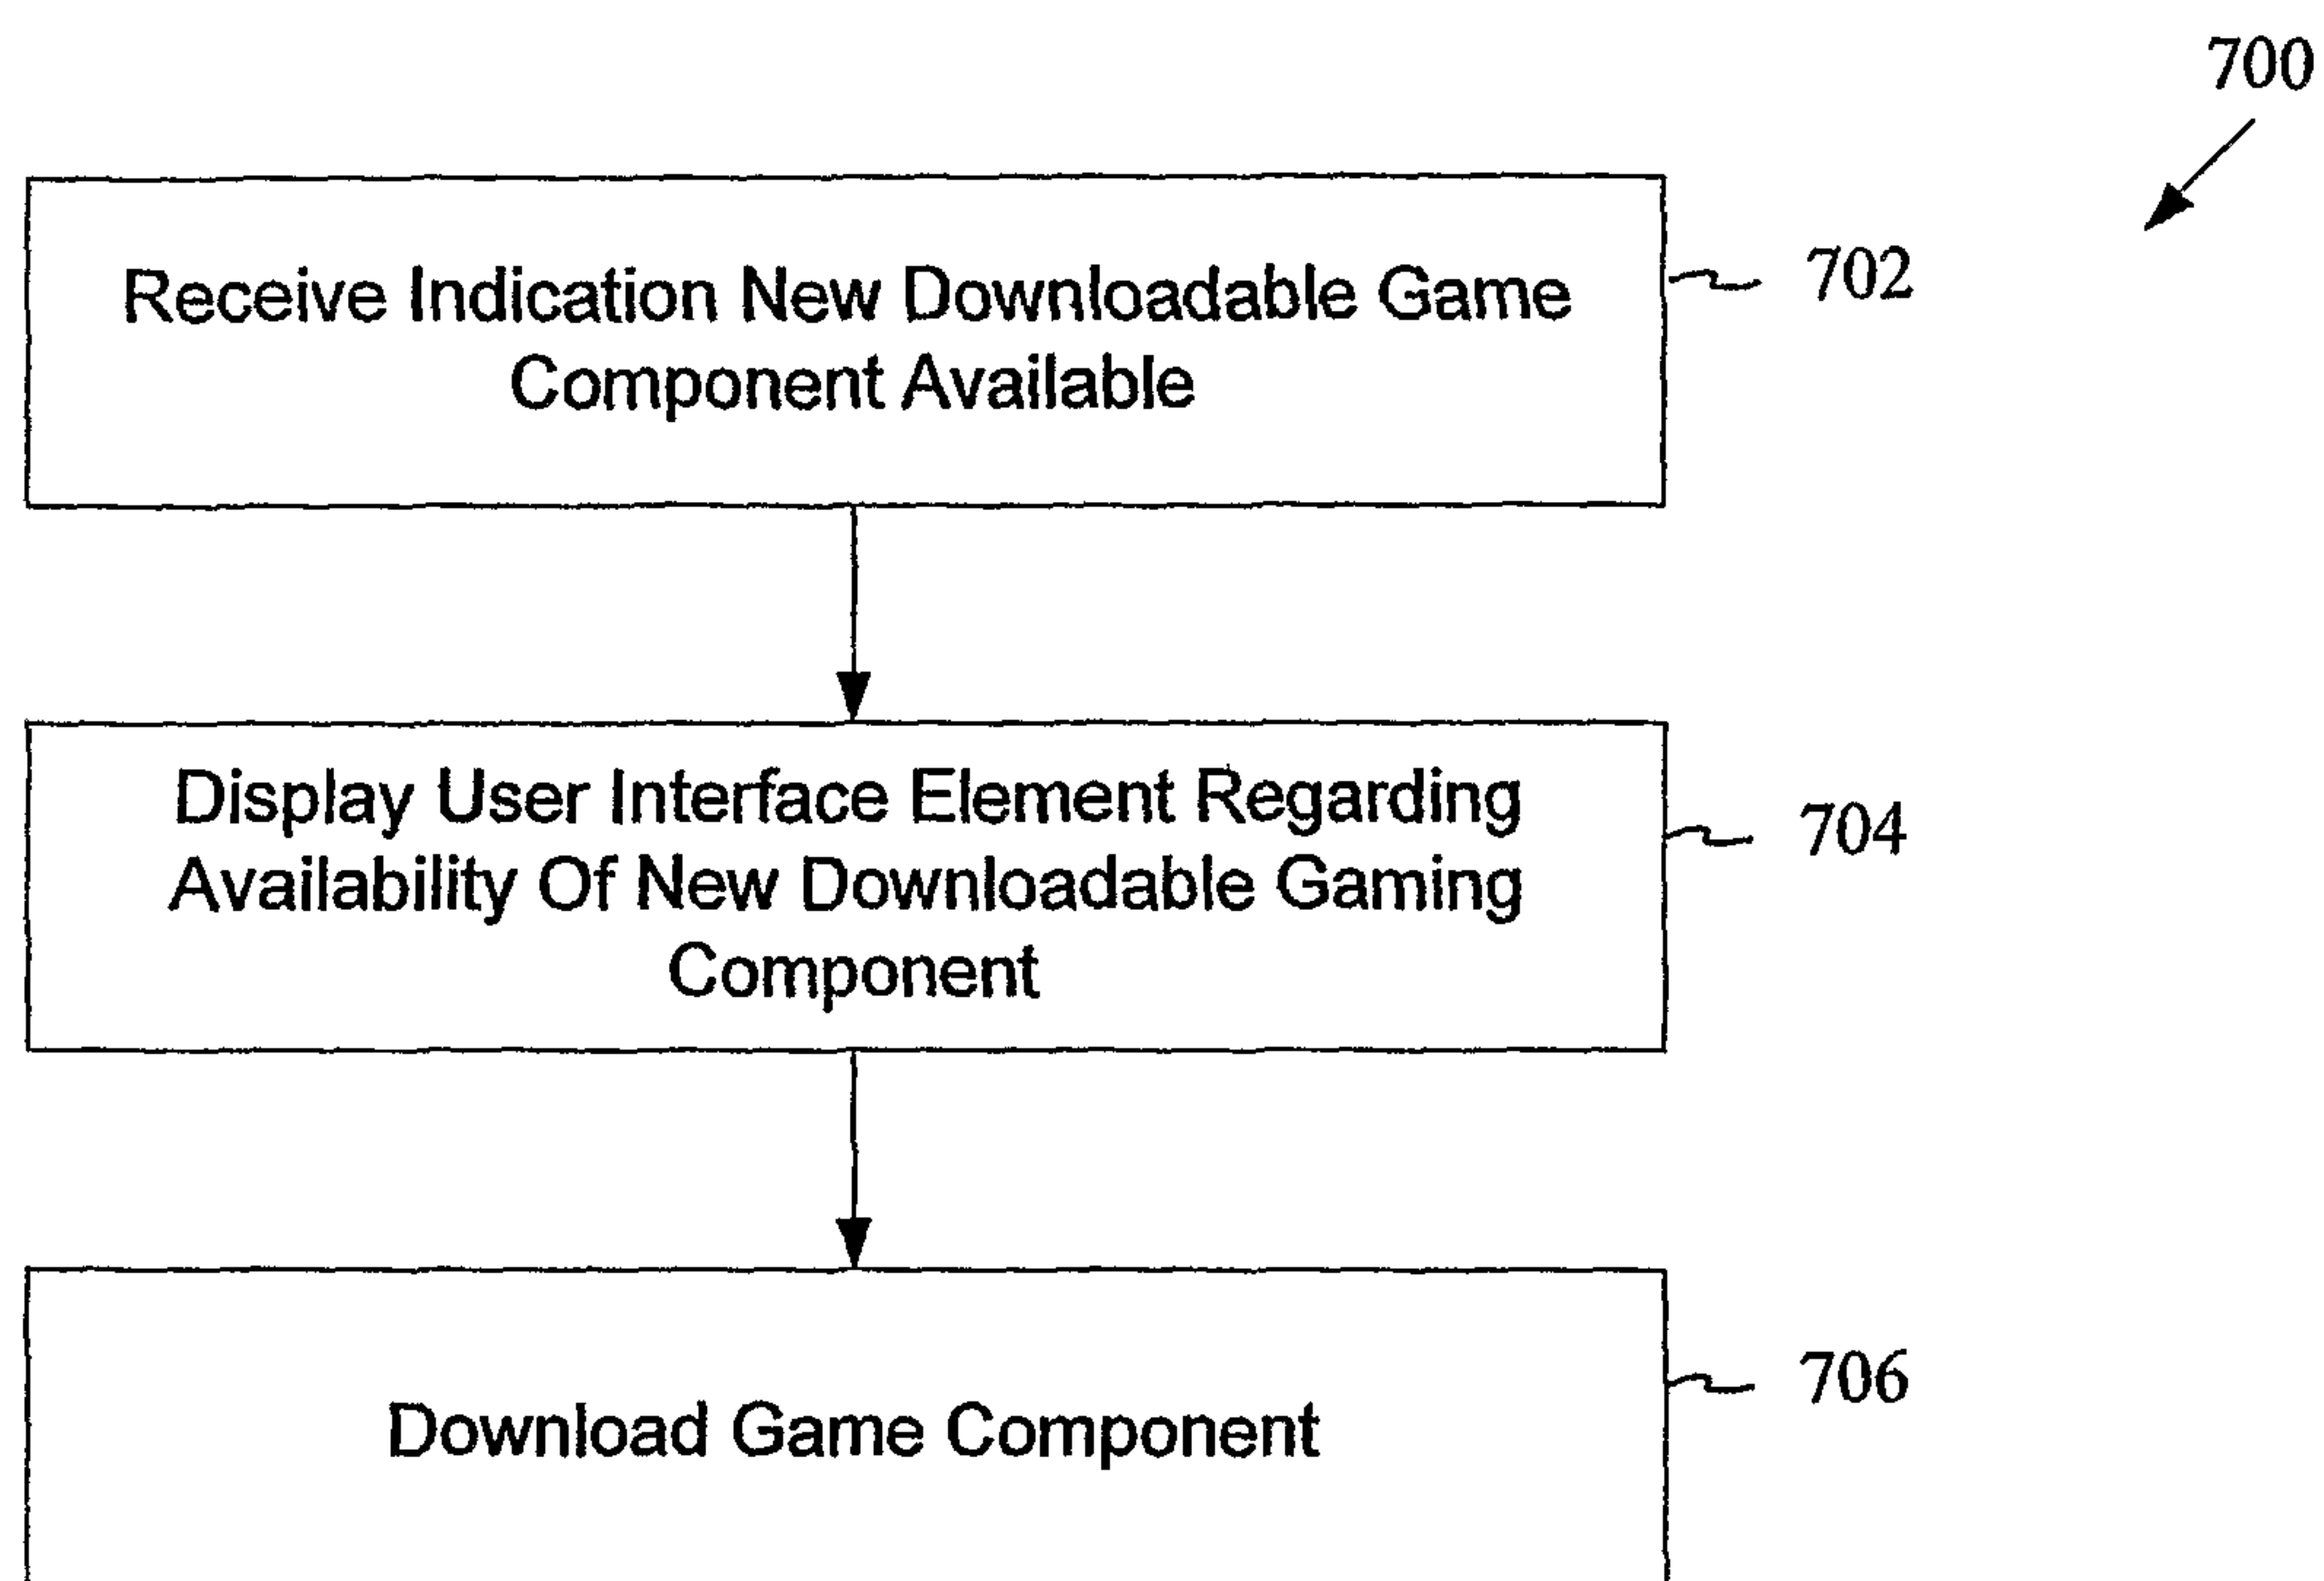 700
Receive Indication New Downloadable Game
Component Available
702
Display User Interface Element Regarding
Availability Of New Downloadable Gaming
Component
704
Download Game Component
706